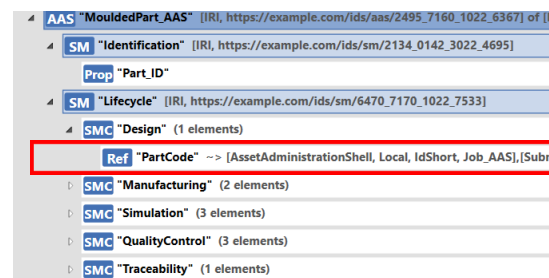 AAS "MouldedPart_AAS" [IRI, https://example.com/ids/aas/2495_7160_1022_6367] of [
SM "Identification" [IRI, https://example.com/ids/sm/2134_0142_3022_4695]
Prop "Part_ID"
SM "Lifecycle" [IRI, https://example.com/ids/sm/6470_7170_1022_7533]
SMC "Design" (1 elements)
Ref "PartCode" ~> [AssetAdministrationShell, Local, IdShort, Job_AAS],[Subm
SMC "Manufacturing" (2 elements)
SMC "Simulation" (3 elements)
SMC "QualityControl" (3 elements)
SMC "Traceability" (1 elements)